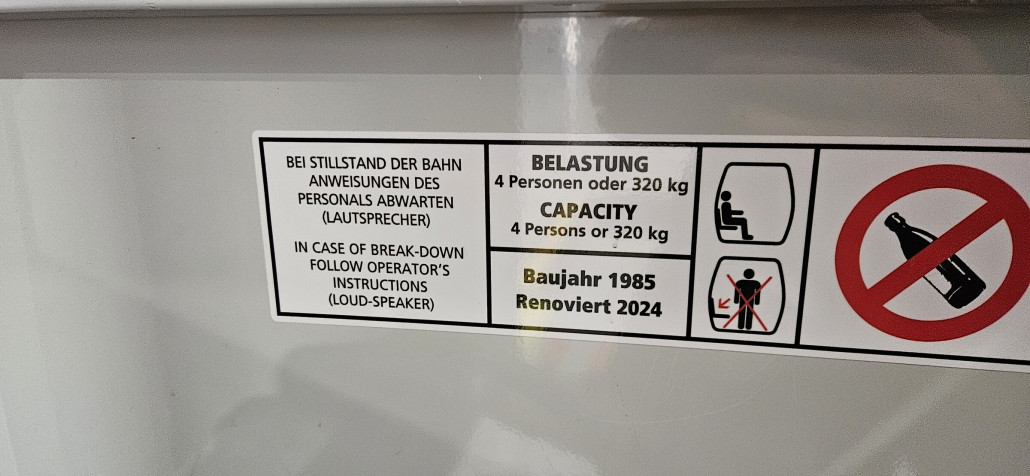 BEI STILLSTAND DER BAHN
ANWEISUNGEN DES
PERSONALS ABWARTEN
(LAUTSPRECHER)
IN CASE OF BREAK-DOWN
FOLLOW OPERATOR'S
INSTRUCTIONS
(LOUD-SPEAKER)
BELASTUNG
4 Personen oder 320 kg
CAPACITY
4 Persons or 320 kg
Baujahr 1985
Renoviert 2024